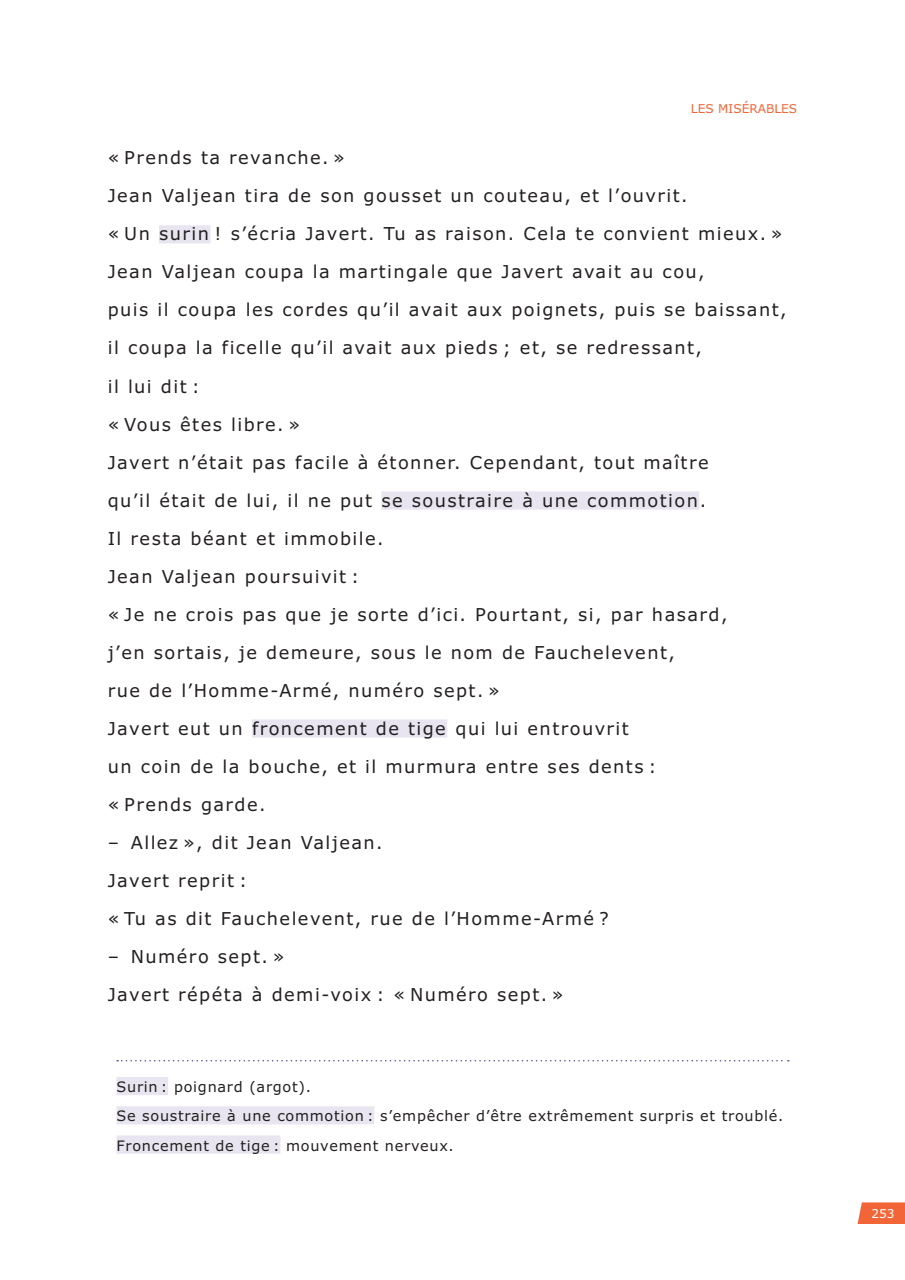 LES MISÉRABLES
« Prends ta revanche. »
Jean Valjean tira de son gousset un couteau, et l’ouvrit.
« Un surin ! s’écria Javert. Tu as raison. Cela te convient mieux. »
Jean Valjean coupa la martingale que Javert avait au cou,
puis il coupa les cordes qu’il avait aux poignets, puis se baissant,
il coupa la ficelle qu’il avait aux pieds ; et, se redressant,
il lui dit :
« Vous êtes libre. »
Javert n’était pas facile à étonner. Cependant, tout maître
qu’il était de lui, il ne put se soustraire à une commotion.
Il resta béant et immobile.
Jean Valjean poursuivit :
« Je ne crois pas que je sorte d’ici. Pourtant, si, par hasard,
j’en sortais, je demeure, sous le nom de Fauchelevent,
rue de l’Homme-Armé, numéro sept. »
Javert eut un froncement de tige qui lui entrouvrit
un coin de la bouche, et il murmura entre ses dents :
« Prends garde.
– Allez », dit Jean Valjean.
Javert reprit :
« Tu as dit Fauchelevent, rue de l’Homme-Armé ?
– Numéro sept. »
Javert répéta à demi-voix : « Numéro sept. »
Surin : poignard (argot).
Se soustraire à une commotion : s’empêcher d’être extrêmement surpris et troublé.
Froncement de tige : mouvement nerveux.
253